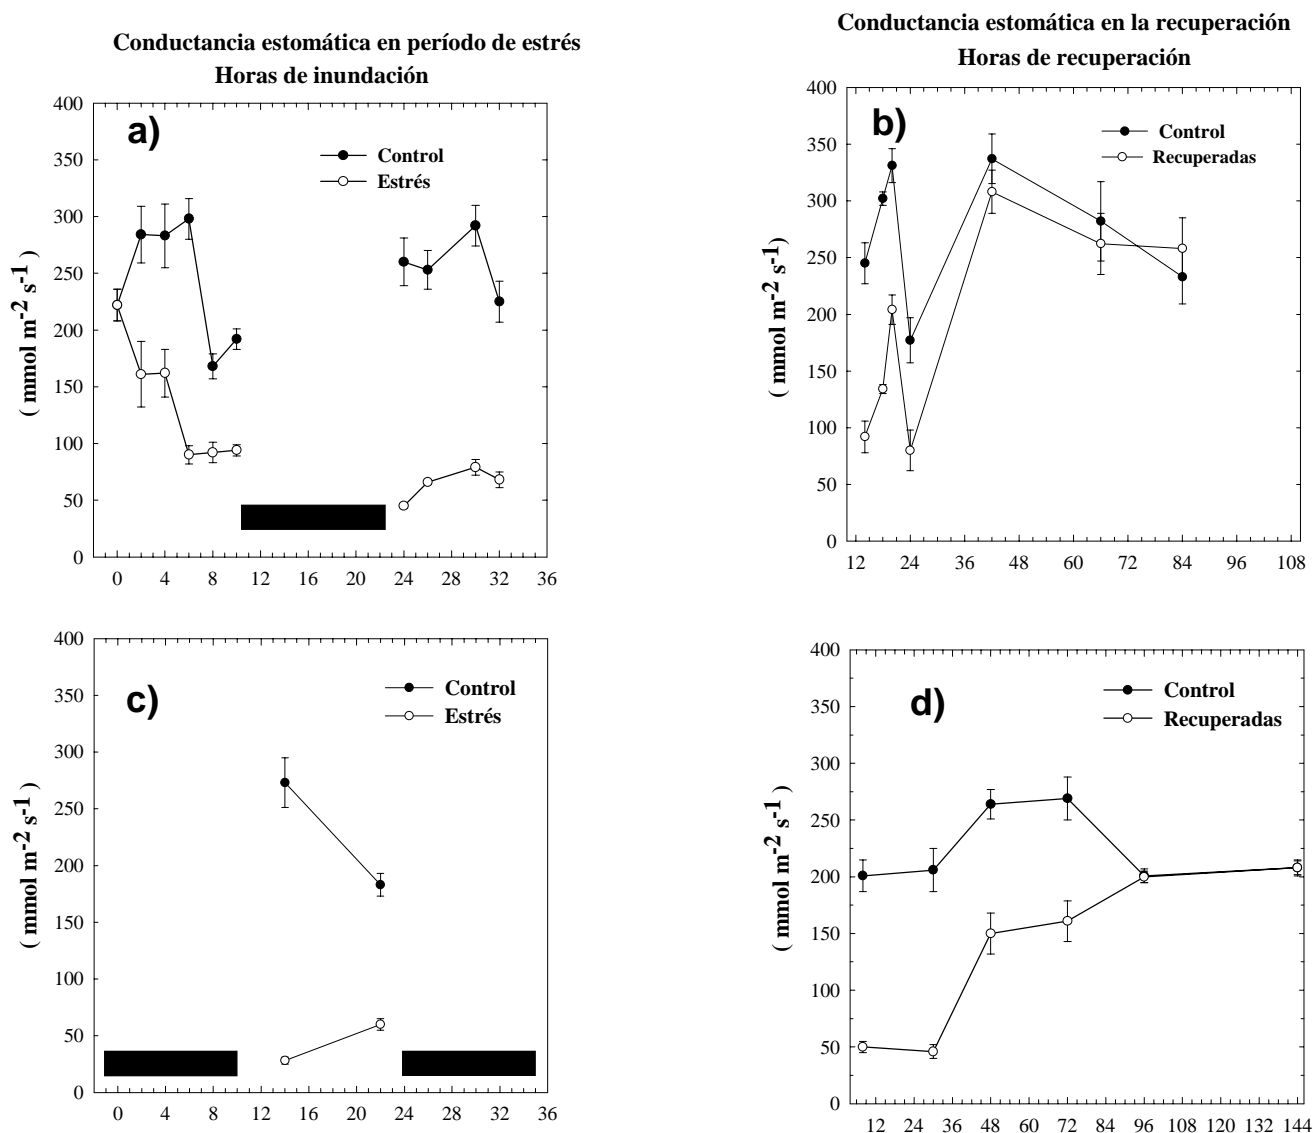 Conductancia estomática en período de estrés
Horas de inundación
a)
Control
Estrés
( mmol m-2 s-1 )
400
350
300
250
200
150
100
50
0
0 4 8 12 16 20 24 28 32 36
Conductancia estomática en la recuperación
Horas de recuperación
b)
Control
Recuperadas
( mmol m-2 s-1)
400
350
300
250
200
150
100
50
0
12 24 36 48 60 72 84 96 108
c)
Control
Estrés
( mmol m-2 s-1 )
400
350
300
250
200
150
100
50
0
0 4 8 12 16 20 24 28 32 36
d)
Control
Recuperadas
( mmol m-2 s-1 )
400
350
300
250
200
150
100
50
0
12 24 36 48 60 72 84 96 108 120 132 144